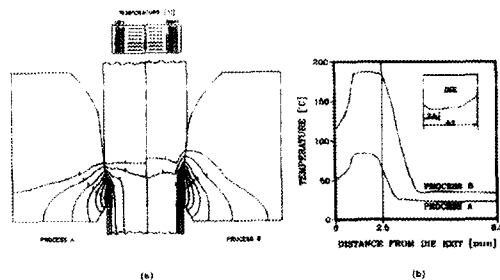 TEMPERATURE
PROCESS A
PROCESS B
(a)
TEMPERATURE [°C]
200
150
100
50
0
DIE
PROCESS B
PROCESS A
0
2.5
DISTANCE FROM DIE EXIT [mm]
(b)